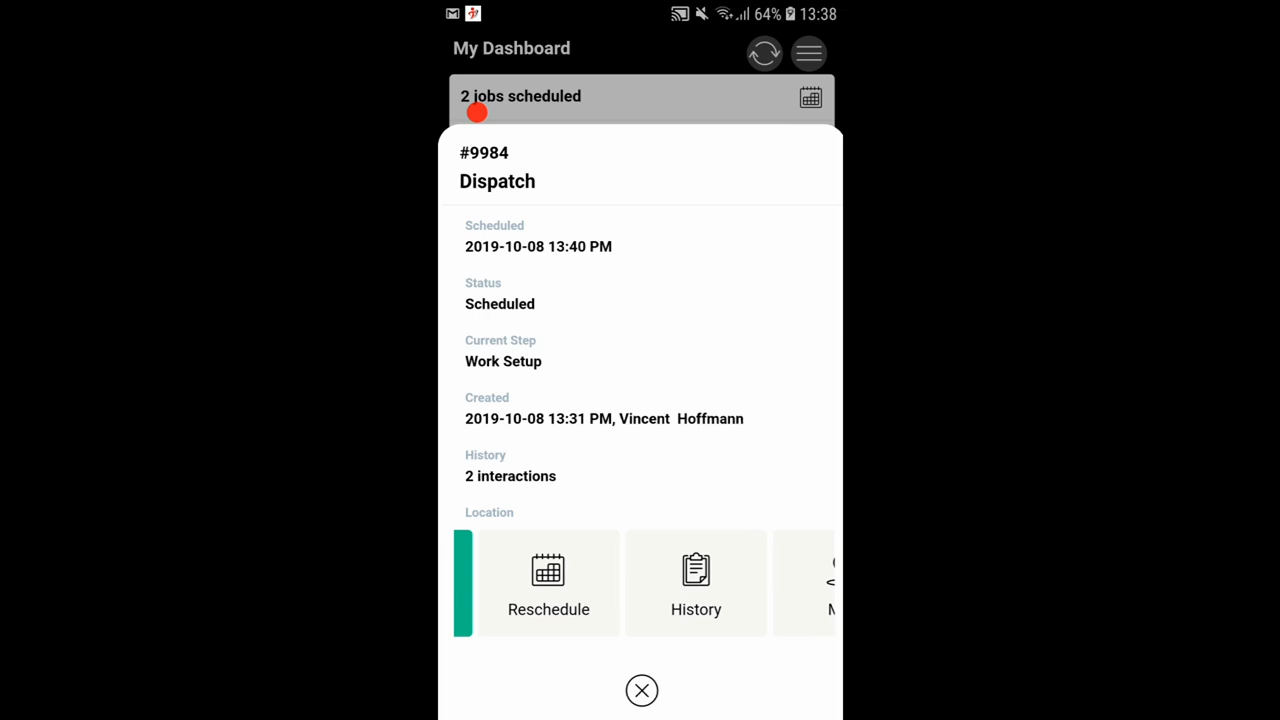 64% 13:38
My Dashboard
2 jobs scheduled
#9984
Dispatch
Scheduled
2019-10-08 13:40 PM
Status
Scheduled
Current Step
Work Setup
Created
2019-10-08 13:31 PM, Vincent Hoffmann
History
2 interactions
Location
Reschedule
History